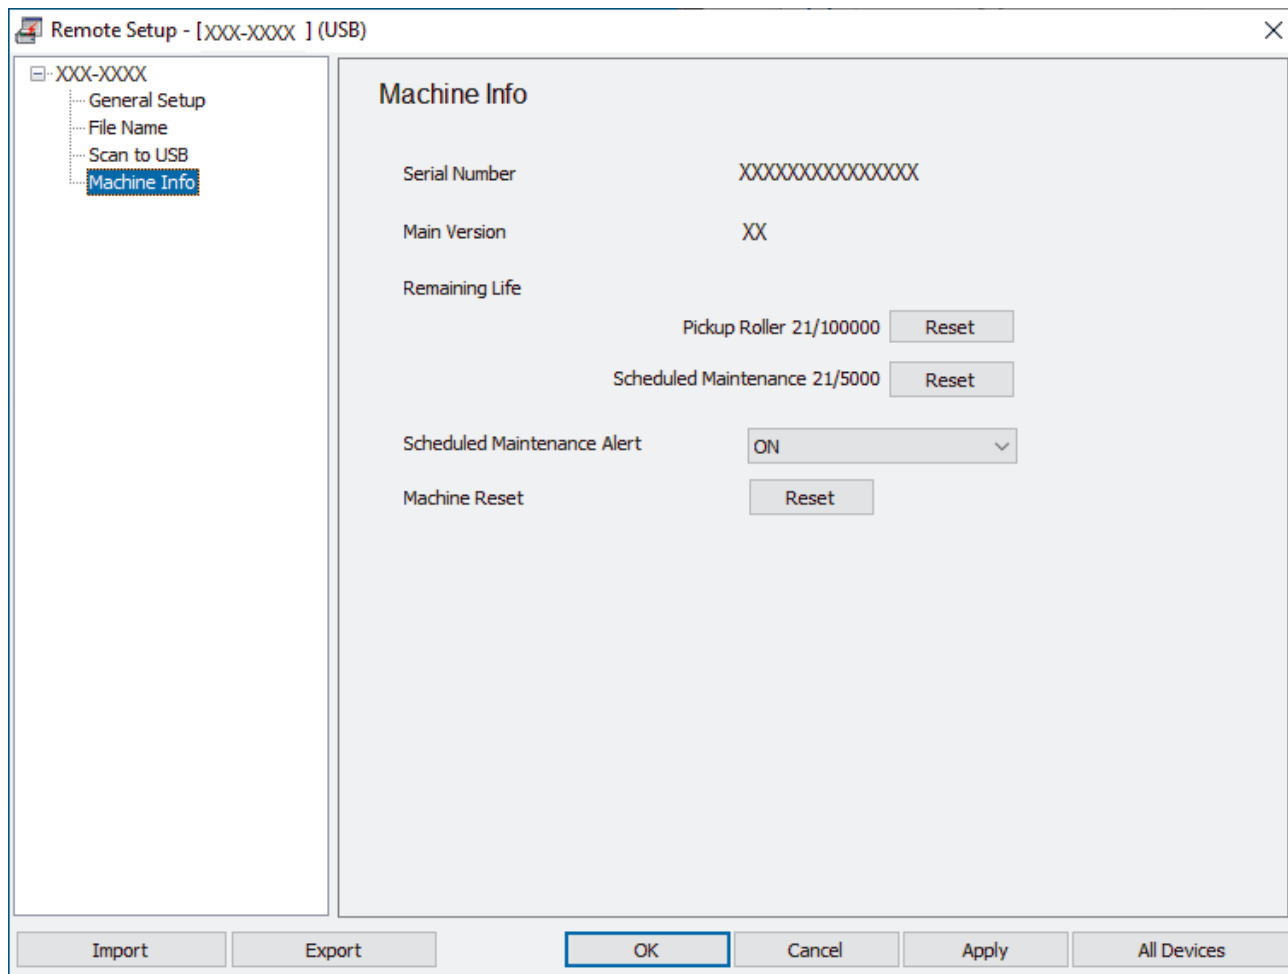 Remote Setup - [ XXX-XXXX ] (USB)
XXX-XXXX
General Setup
File Name
Scan to USB
Machine Info
Machine Info
Serial Number XXXXXXXXXXXXXXX
Main Version XX
Remaining Life
Pickup Roller 21/100000 Reset
Scheduled Maintenance 21/5000 Reset
Scheduled Maintenance Alert ON
Machine Reset Reset
Import Export OK Cancel Apply All Devices